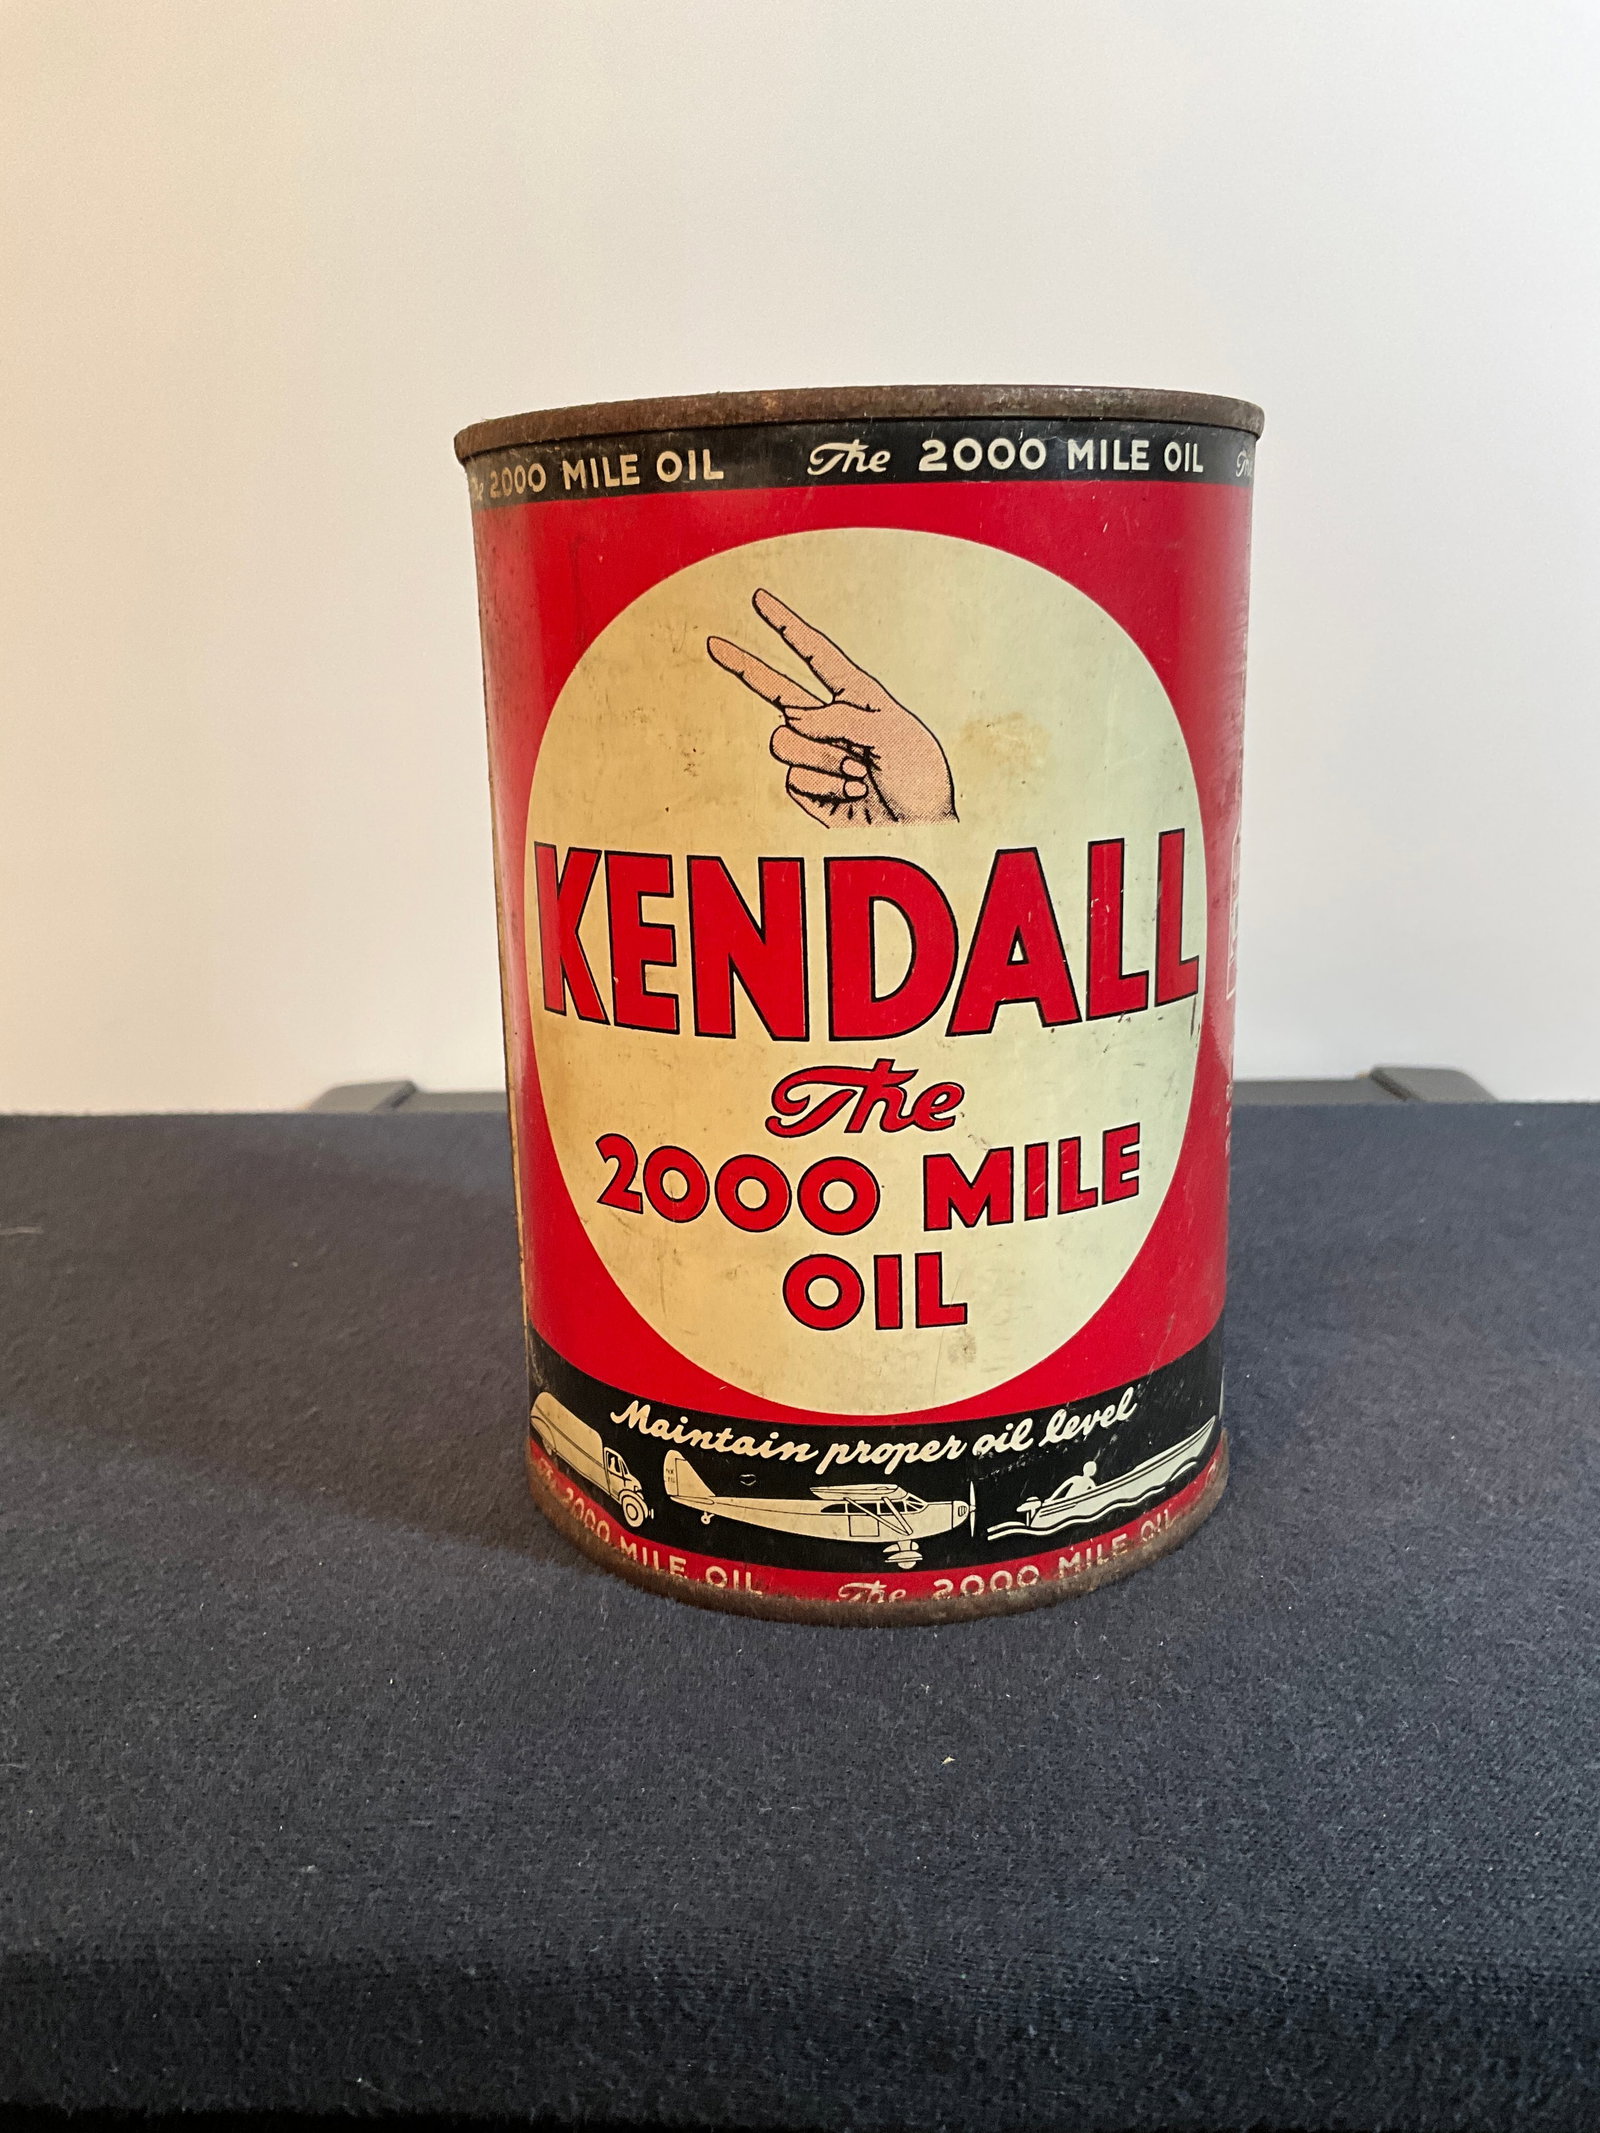 2000 MILE OIL The 2000 MILE OIL The
KENDALL
The
2000 MILE
OIL
Maintain proper oil level
The 2000 MILE OIL The 2000 MILE OIL